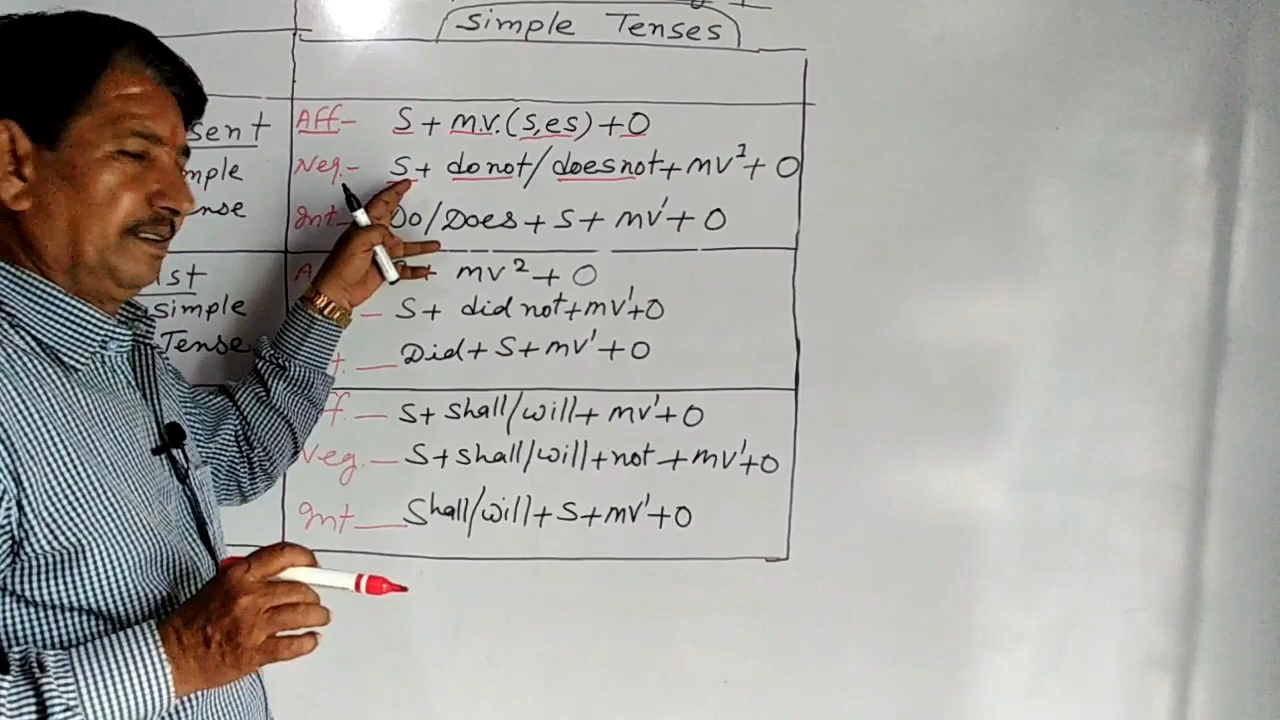 Simple Tenses
sent
mple
nse
Aff- S + m.v. (s,es) + O
Neg.- S + do not/ does not + mv¹ + O
Int- Do/Does + S + mv¹ + O
st
simple
Tense
A + mv² + O
— S + did not + mv¹ + O
t. — Did + S + mv¹ + O
ff. — S + shall/will + mv¹ + O
Neg. — S + shall/will + not + mv¹ + O
Int — Shall/will + S + mv¹ + O